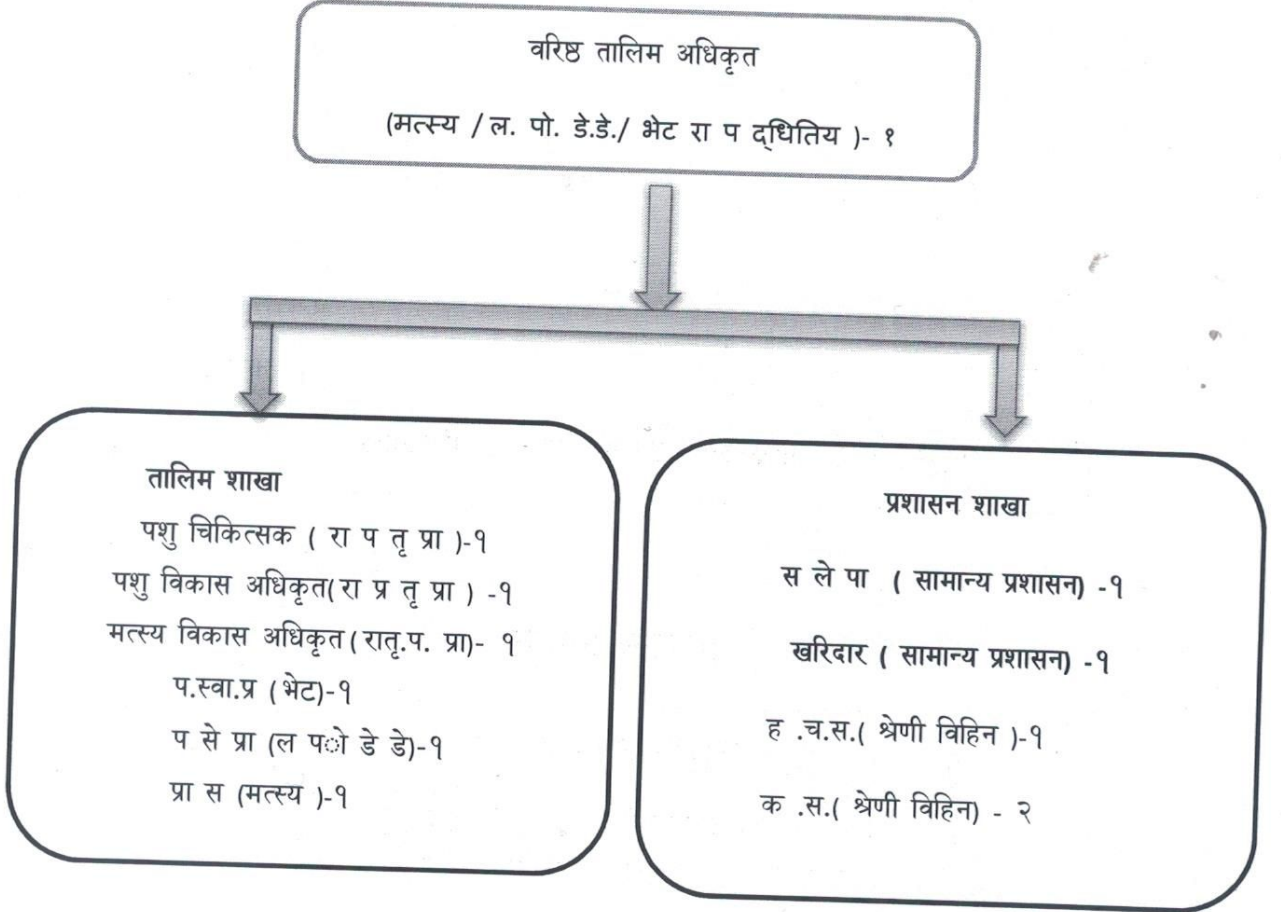 वरिष्ठ तालिम अधिकृत
(मत्स्य / ल. पो. डे.डे./ भेट रा प द्धितिय )- १
तालिम शाखा
पशु चिकित्सक ( रा प तृ प्रा )-१
पशु विकास अधिकृत( रा प्र तृ प्रा ) -१
मत्स्य विकास अधिकृत ( रातृ.प. प्रा)- १
प.स्वा.प्र ( भेट)-१
प से प्रा (ल प◌ो डे डे)-१
प्रा स (मत्स्य )-१
प्रशासन शाखा
स ले पा ( सामान्य प्रशासन) -१
खरिदार ( सामान्य प्रशासन) -१
ह .च.स.( श्रेणी विहिन )-१
क .स.( श्रेणी विहिन) - २